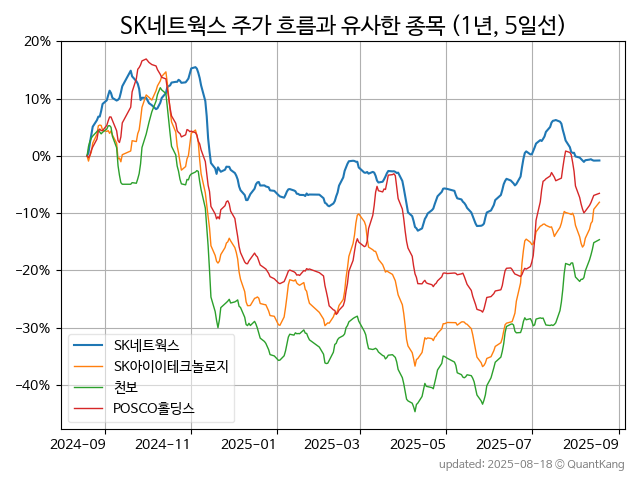 SK네트웍스 주가 흐름과 유사한 종목 (1년, 5일선)
20%
10%
0%
−10%
−20%
−30%
−40%
SK네트웍스
SK아이이테크놀로지
천보
POSCO홀딩스
2024-09 2024-11 2025-01 2025-03 2025-05 2025-07 2025-09
updated: 2025-08-18 © QuantKang